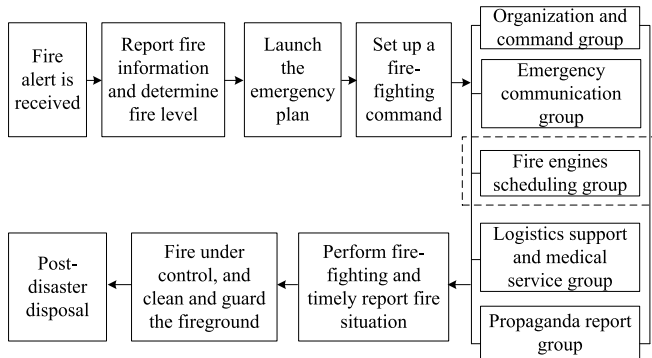 Fire
alert is
received
Report fire
information
and determine
fire level
Launch
the
emergency
plan
Set up a
fire-
fighting
command
Organization and
command group
Emergency
communication
group
Fire engines
scheduling group
Logistics support
and medical
service group
Propaganda report
group
Perform fire-
fighting and
timely report fire
situation
Fire under
control, and
clean and guard
the fireground
Post-
disaster
disposal